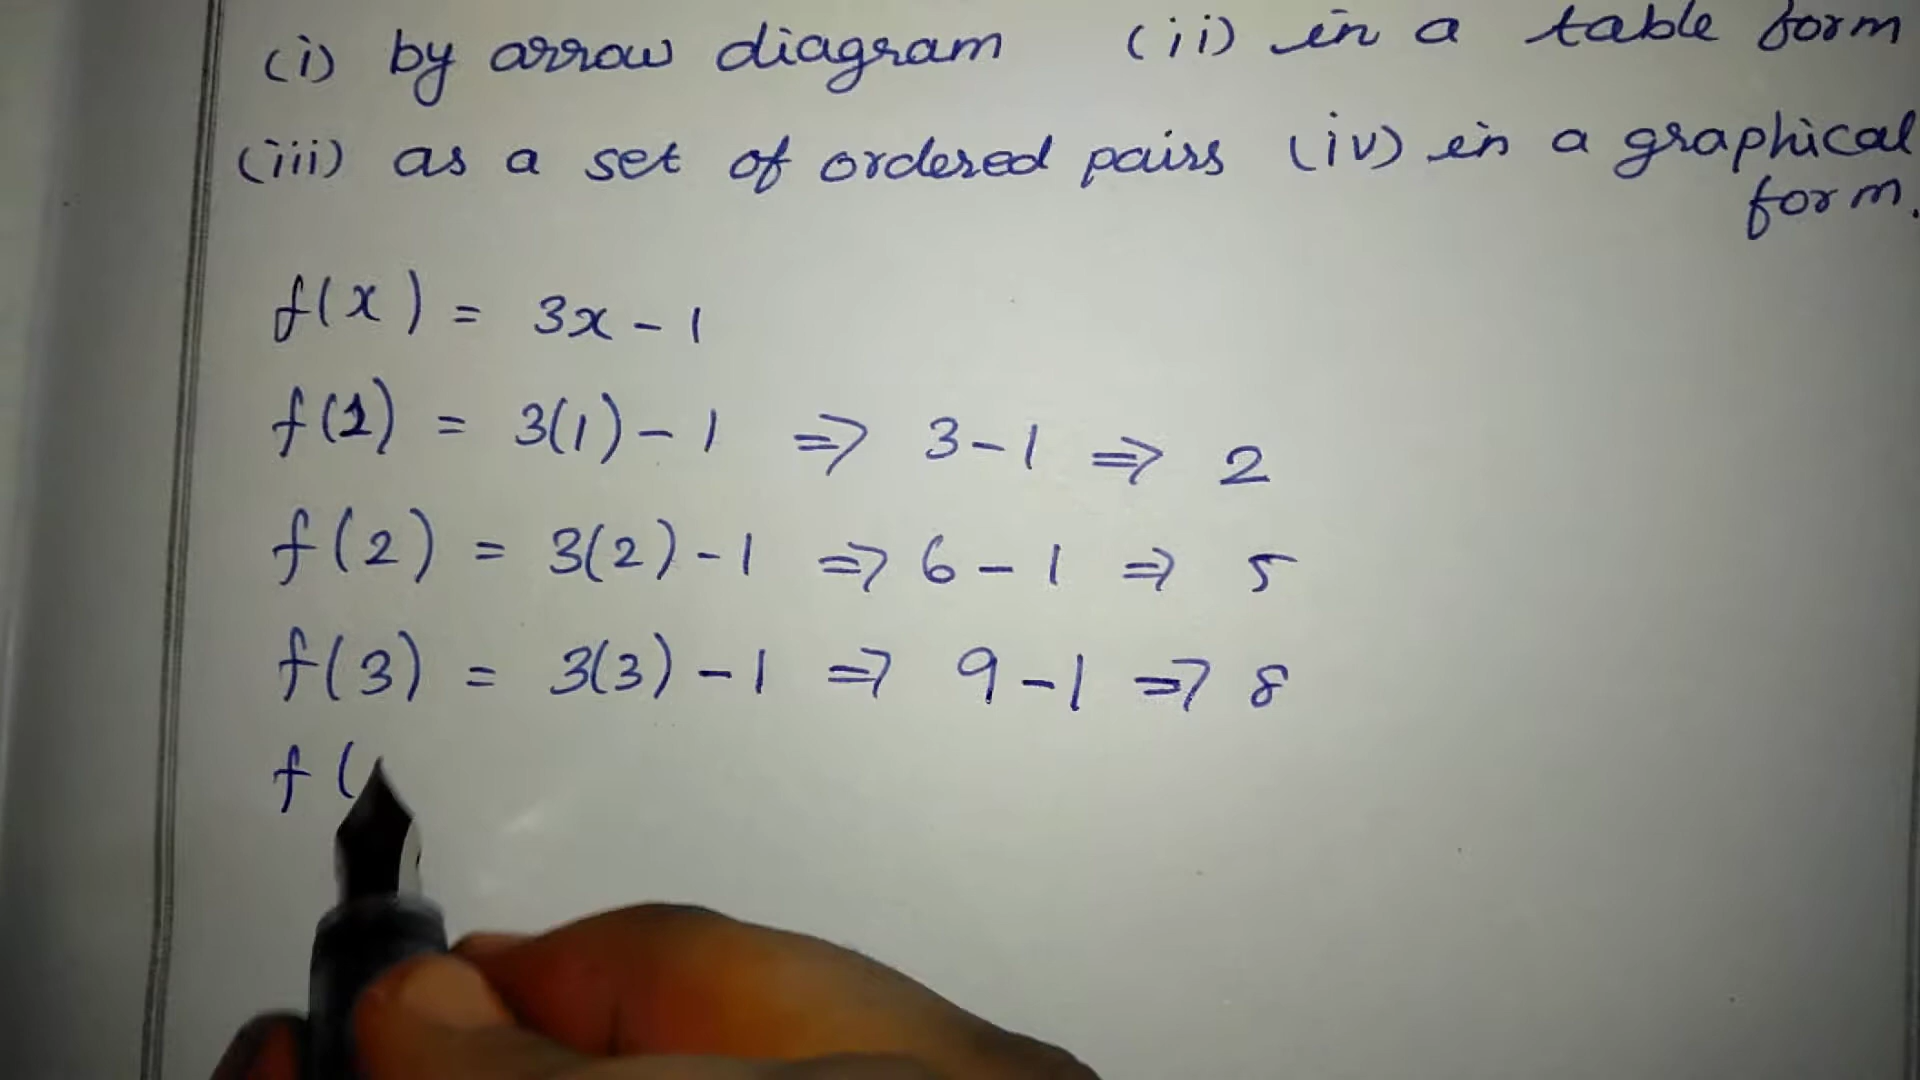 (i) by arrow diagram (ii) in a table form
(iii) as a set of ordered pairs (iv) in a graphical
form.
f(x) = 3x - 1
f(1) = 3(1) - 1 ⇒ 3 - 1 ⇒ 2
f(2) = 3(2) - 1 ⇒ 6 - 1 ⇒ 5
f(3) = 3(3) - 1 ⇒ 9 - 1 ⇒ 8
f(